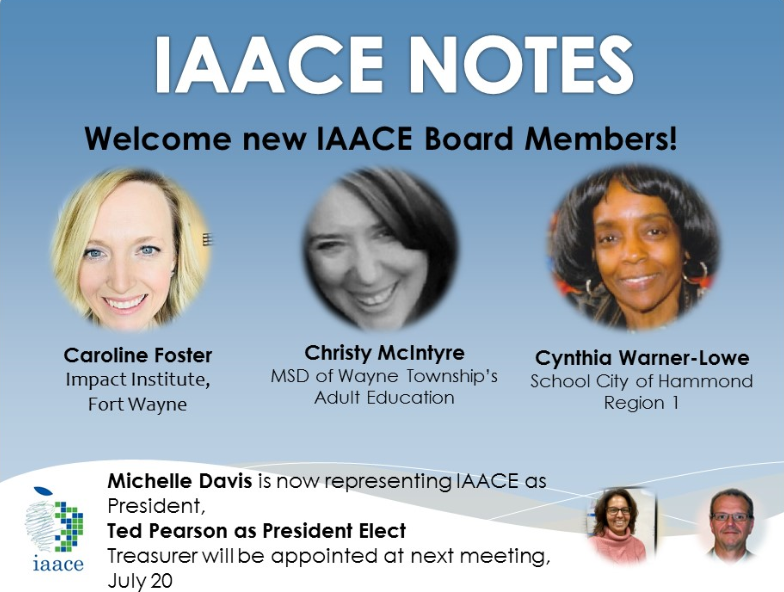 IAACE NOTES
Welcome new IAACE Board Members!
Caroline Foster
Impact Institute,
Fort Wayne
Christy McIntyre
MSD of Wayne Township's
Adult Education
Cynthia Warner-Lowe
School City of Hammond
Region 1
Michelle Davis is now representing IAACE as
President,
Ted Pearson as President Elect
Treasurer will be appointed at next meeting,
July 20
iaace